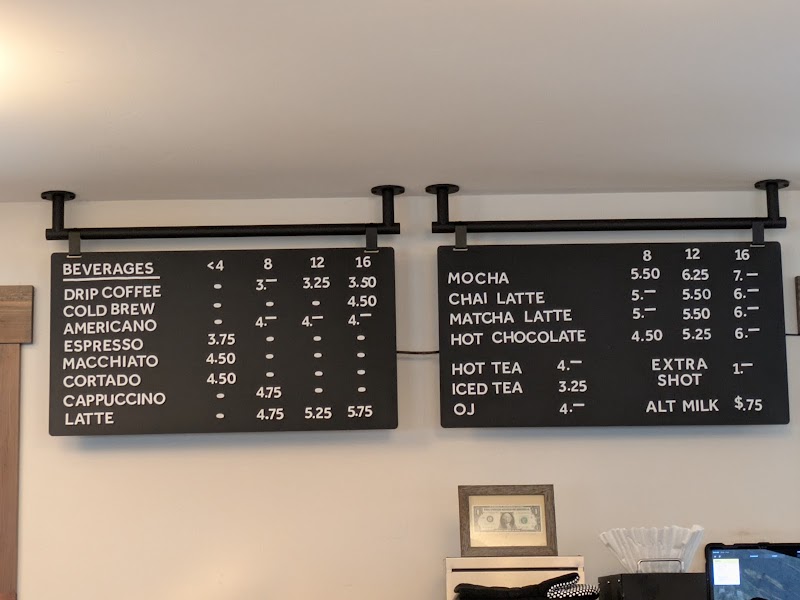 BEVERAGES <4 8 12 16
DRIP COFFEE - 3.— 3.25 3.50
COLD BREW - - - 4.50
AMERICANO - 4.— 4.— 4.—
ESPRESSO 3.75 - - -
MACCHIATO 4.50 - - -
CORTADO 4.50 - - -
CAPPUCCINO - 4.75 - -
LATTE - 4.75 5.25 5.75
8 12 16
MOCHA 5.50 6.25 7.—
CHAI LATTE 5.— 5.50 6.—
MATCHA LATTE 5.— 5.50 6.—
HOT CHOCOLATE 4.50 5.25 6.—
HOT TEA 4.—
ICED TEA 3.25
OJ 4.—
EXTRA
SHOT 1.—
ALT MILK $.75